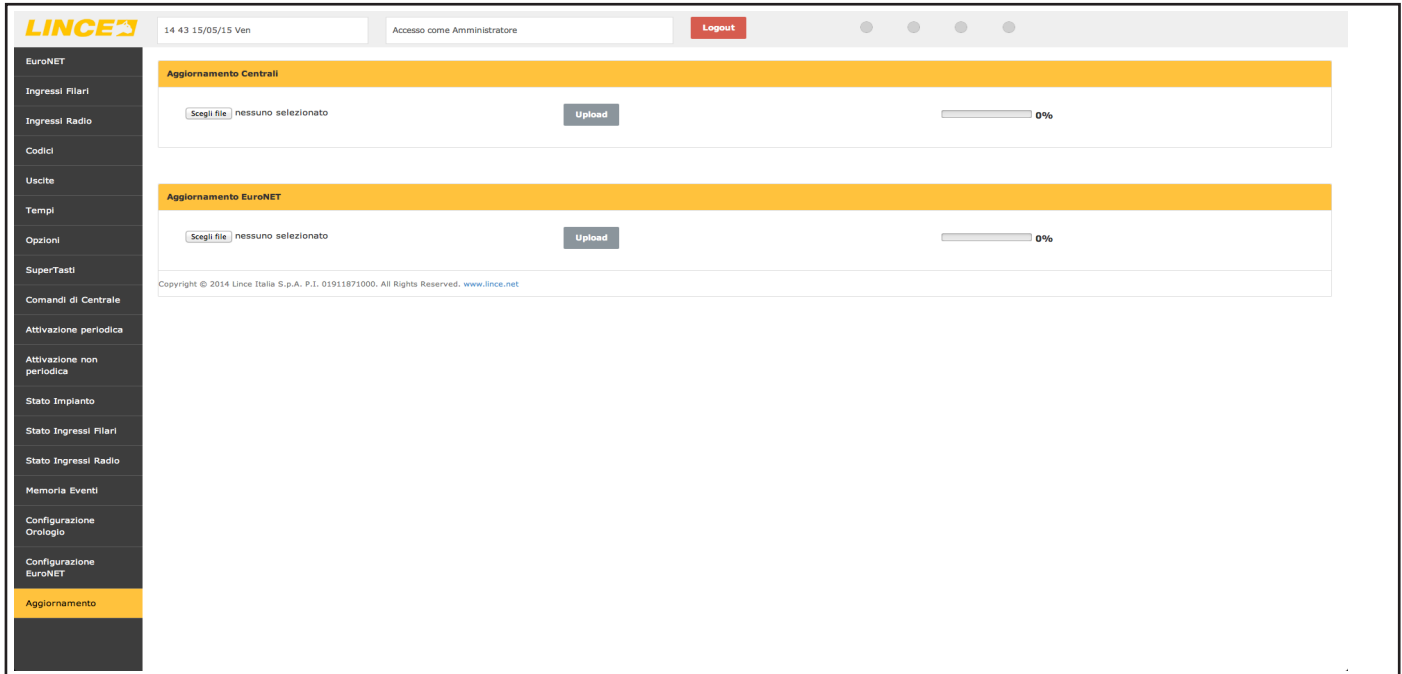 LINCE
14 43 15/05/15 Ven
Accesso come Amministratore
Logout
EuroNET
Ingressi Filari
Ingressi Radio
Codici
Uscite
Tempi
Opzioni
SuperTasti
Comandi di Centrale
Attivazione periodica
Attivazione non
periodica
Stato Impianto
Stato Ingressi Filari
Stato Ingressi Radio
Memoria Eventi
Configurazione
Orologio
Configurazione
EuroNET
Aggiornamento
Aggiornamento Centrali
Scegli file nessuno selezionato
Upload
0%
Aggiornamento EuroNET
Scegli file nessuno selezionato
Upload
0%
Copyright © 2014 Lince Italia S.p.A. P.I. 01911871000. All Rights Reserved. www.lince.net